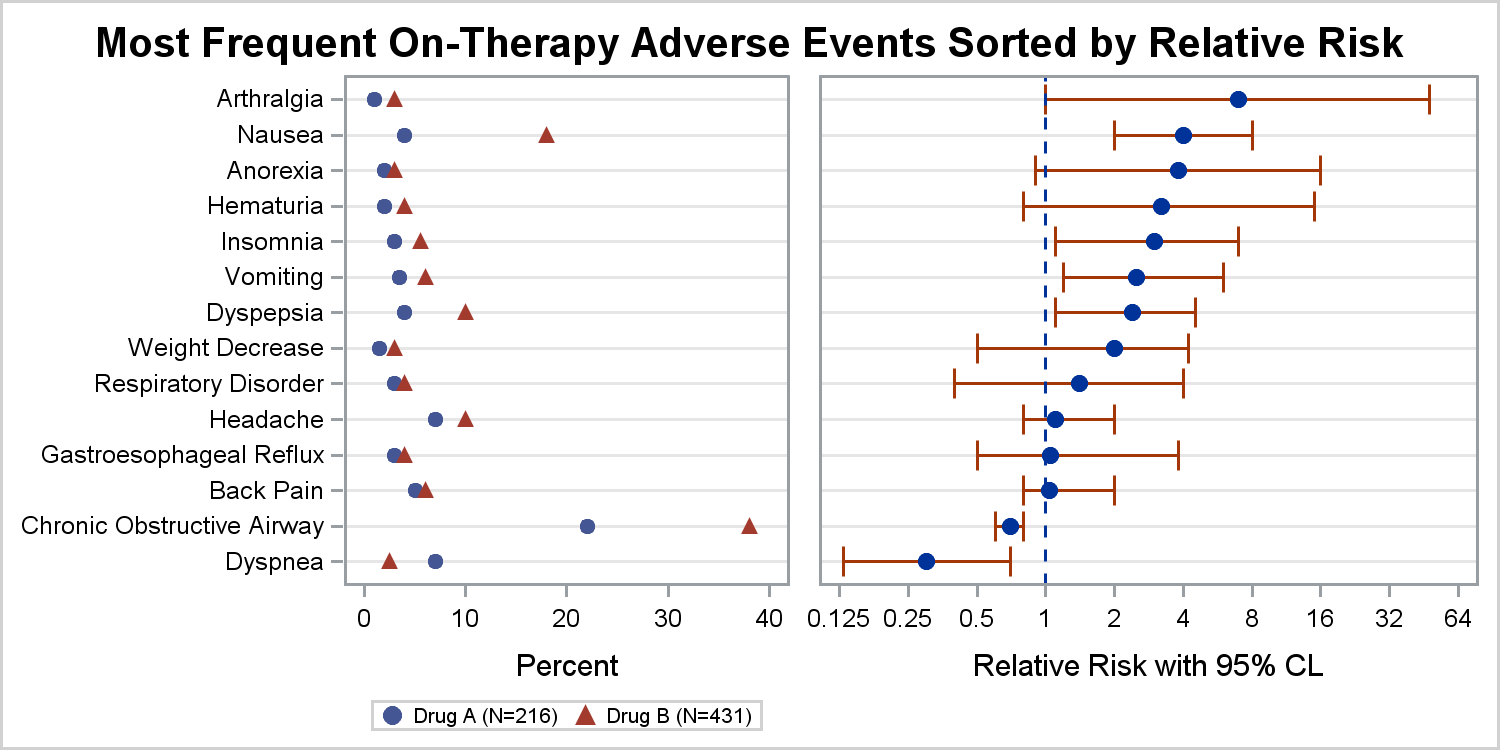 Most Frequent On-Therapy Adverse Events Sorted by Relative Risk
Arthralgia
Nausea
Anorexia
Hematuria
Insomnia
Vomiting
Dyspepsia
Weight Decrease
Respiratory Disorder
Headache
Gastroesophageal Reflux
Back Pain
Chronic Obstructive Airway
Dyspnea
0 10 20 30 40
0.125 0.25 0.5 1 2 4 8 16 32 64
Percent
Relative Risk with 95% CL
Drug A (N=216) Drug B (N=431)